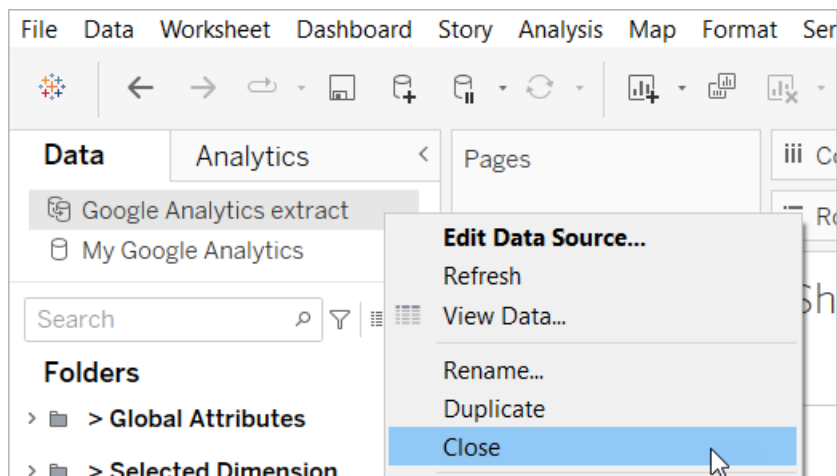 File Data Worksheet Dashboard Story Analysis Map Format
Data Analytics
Pages
Google Analytics extract
My Google Analytics
Edit Data Source...
Refresh
View Data...
Search
Folders
Rename...
Duplicate
> Global Attributes
Close
> Selected Dimension